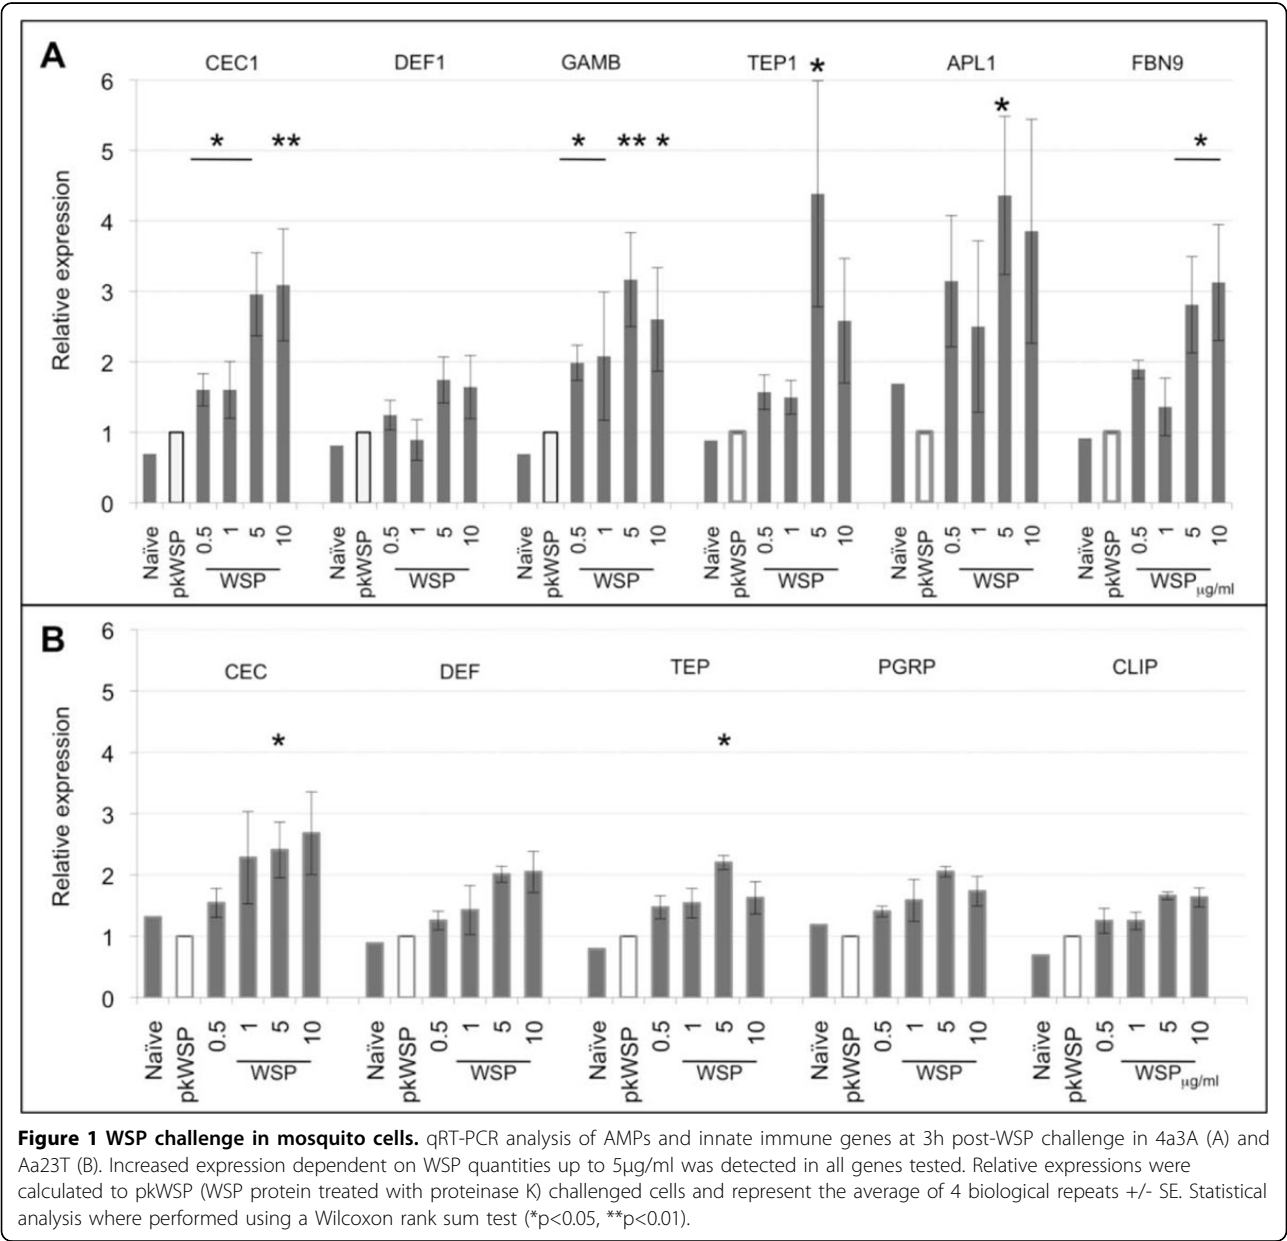 A
CEC1 DEF1 GAMB TEP1 * APL1 FBN9
*
* ** * ** * *
Relative expression
6
5
4
3
2
1
0
Naïve pkWSP 0.5 1 5 10 Naïve pkWSP 0.5 1 5 10 Naïve pkWSP 0.5 1 5 10 Naïve pkWSP 0.5 1 5 10 Naïve pkWSP 0.5 1 5 10 Naïve pkWSP 0.5 1 5 10
WSP WSP WSP WSP WSP WSP µg/ml
B
CEC DEF TEP PGRP CLIP
* *
Relative expression
6
5
4
3
2
1
0
Naïve pkWSP 0.5 1 5 10 Naïve pkWSP 0.5 1 5 10 Naïve pkWSP 0.5 1 5 10 Naïve pkWSP 0.5 1 5 10 Naïve pkWSP 0.5 1 5 10
WSP WSP WSP WSP WSP µg/ml
Figure 1 WSP challenge in mosquito cells. qRT-PCR analysis of AMPs and innate immune genes at 3h post-WSP challenge in 4a3A (A) and
Aa23T (B). Increased expression dependent on WSP quantities up to 5µg/ml was detected in all genes tested. Relative expressions were
calculated to pkWSP (WSP protein treated with proteinase K) challenged cells and represent the average of 4 biological repeats +/- SE. Statistical
analysis where performed using a Wilcoxon rank sum test (*p<0.05, **p<0.01).